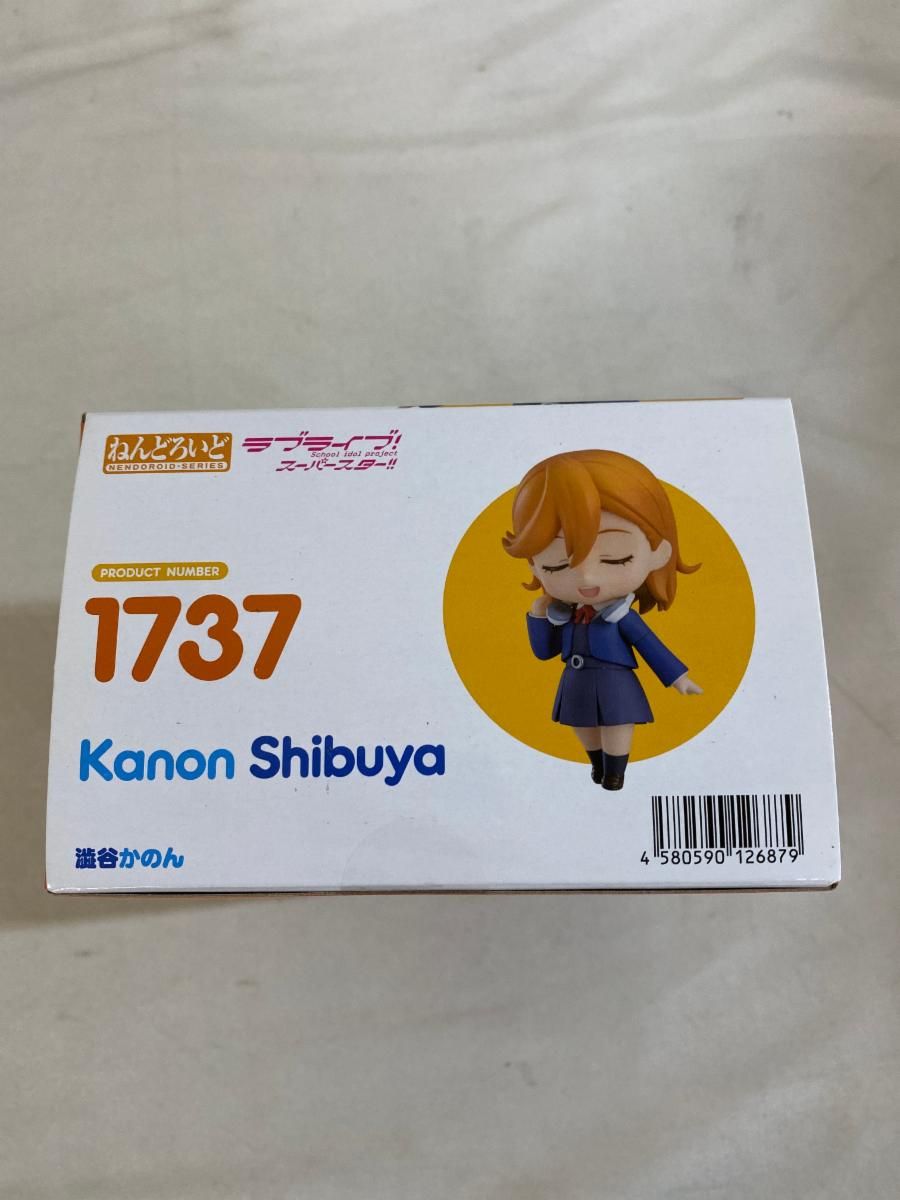 ねんどろいど
NENDOROID-SERIES
ラブライブ!
School idol project
スーパースター!!
PRODUCT NUMBER
1737
Kanon Shibuya
澁谷かのん
4 580590 126879